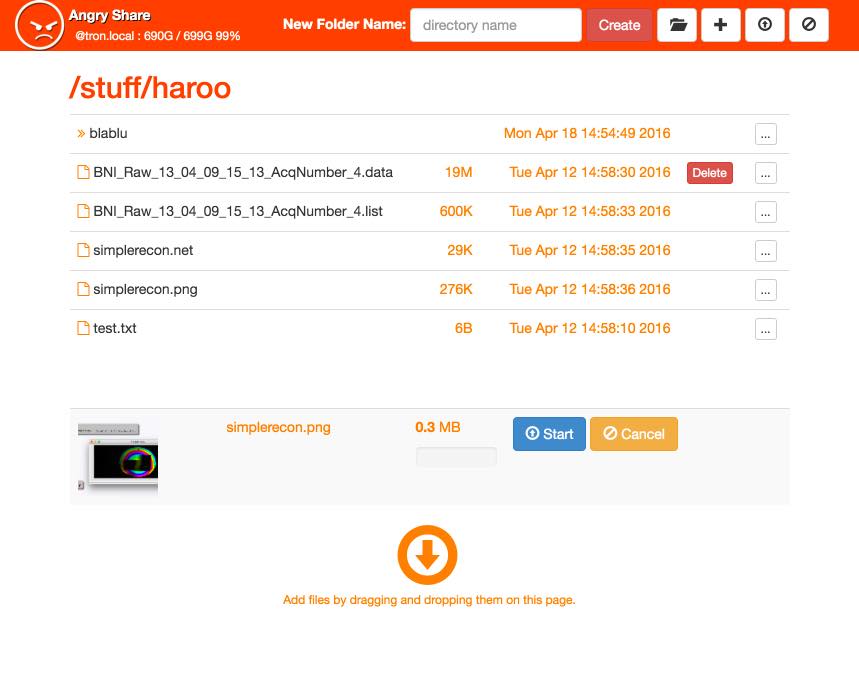 Angry Share
@tron.local : 690G / 699G 99%
New Folder Name: directory name Create
/stuff/haroo
» blablu Mon Apr 18 14:54:49 2016 ...
BNI_Raw_13_04_09_15_13_AcqNumber_4.data 19M Tue Apr 12 14:58:30 2016 Delete ...
BNI_Raw_13_04_09_15_13_AcqNumber_4.list 600K Tue Apr 12 14:58:33 2016 ...
simplerecon.net 29K Tue Apr 12 14:58:35 2016 ...
simplerecon.png 276K Tue Apr 12 14:58:36 2016 ...
test.txt 6B Tue Apr 12 14:58:10 2016 ...
simplerecon.png 0.3 MB Start Cancel
Add files by dragging and dropping them on this page.